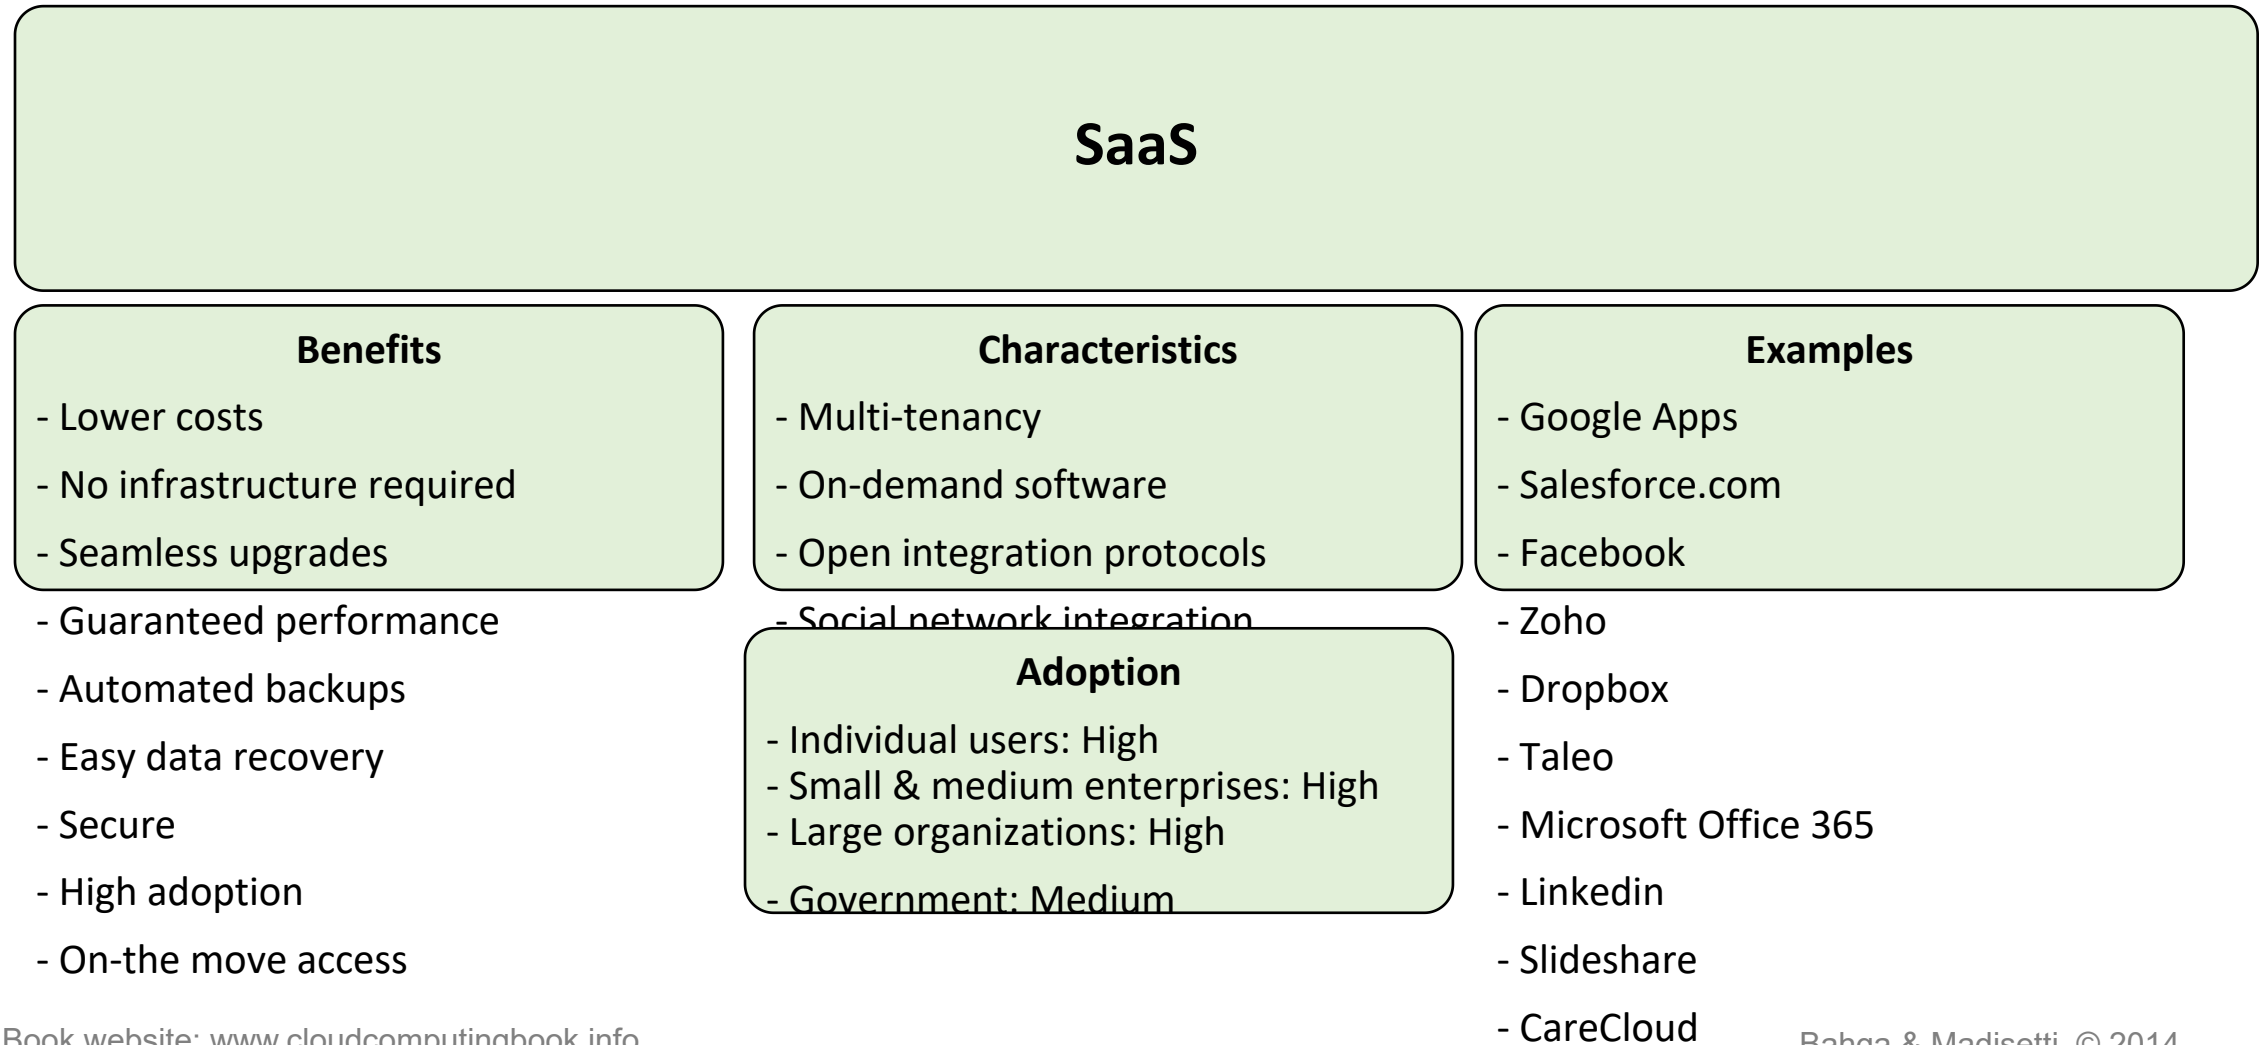 SaaS
Benefits
- Lower costs
- No infrastructure required
- Seamless upgrades
- Guaranteed performance
- Automated backups
- Easy data recovery
- Secure
- High adoption
- On-the move access
Characteristics
- Multi-tenancy
- On-demand software
- Open integration protocols
- Social network integration
Adoption
- Individual users: High
- Small & medium enterprises: High
- Large organizations: High
- Government: Medium
Examples
- Google Apps
- Salesforce.com
- Facebook
- Zoho
- Dropbox
- Taleo
- Microsoft Office 365
- Linkedin
- Slideshare
- CareCloud
Book website: www.cloudcomputingbook.info
Bahga & Madisetti, © 2014